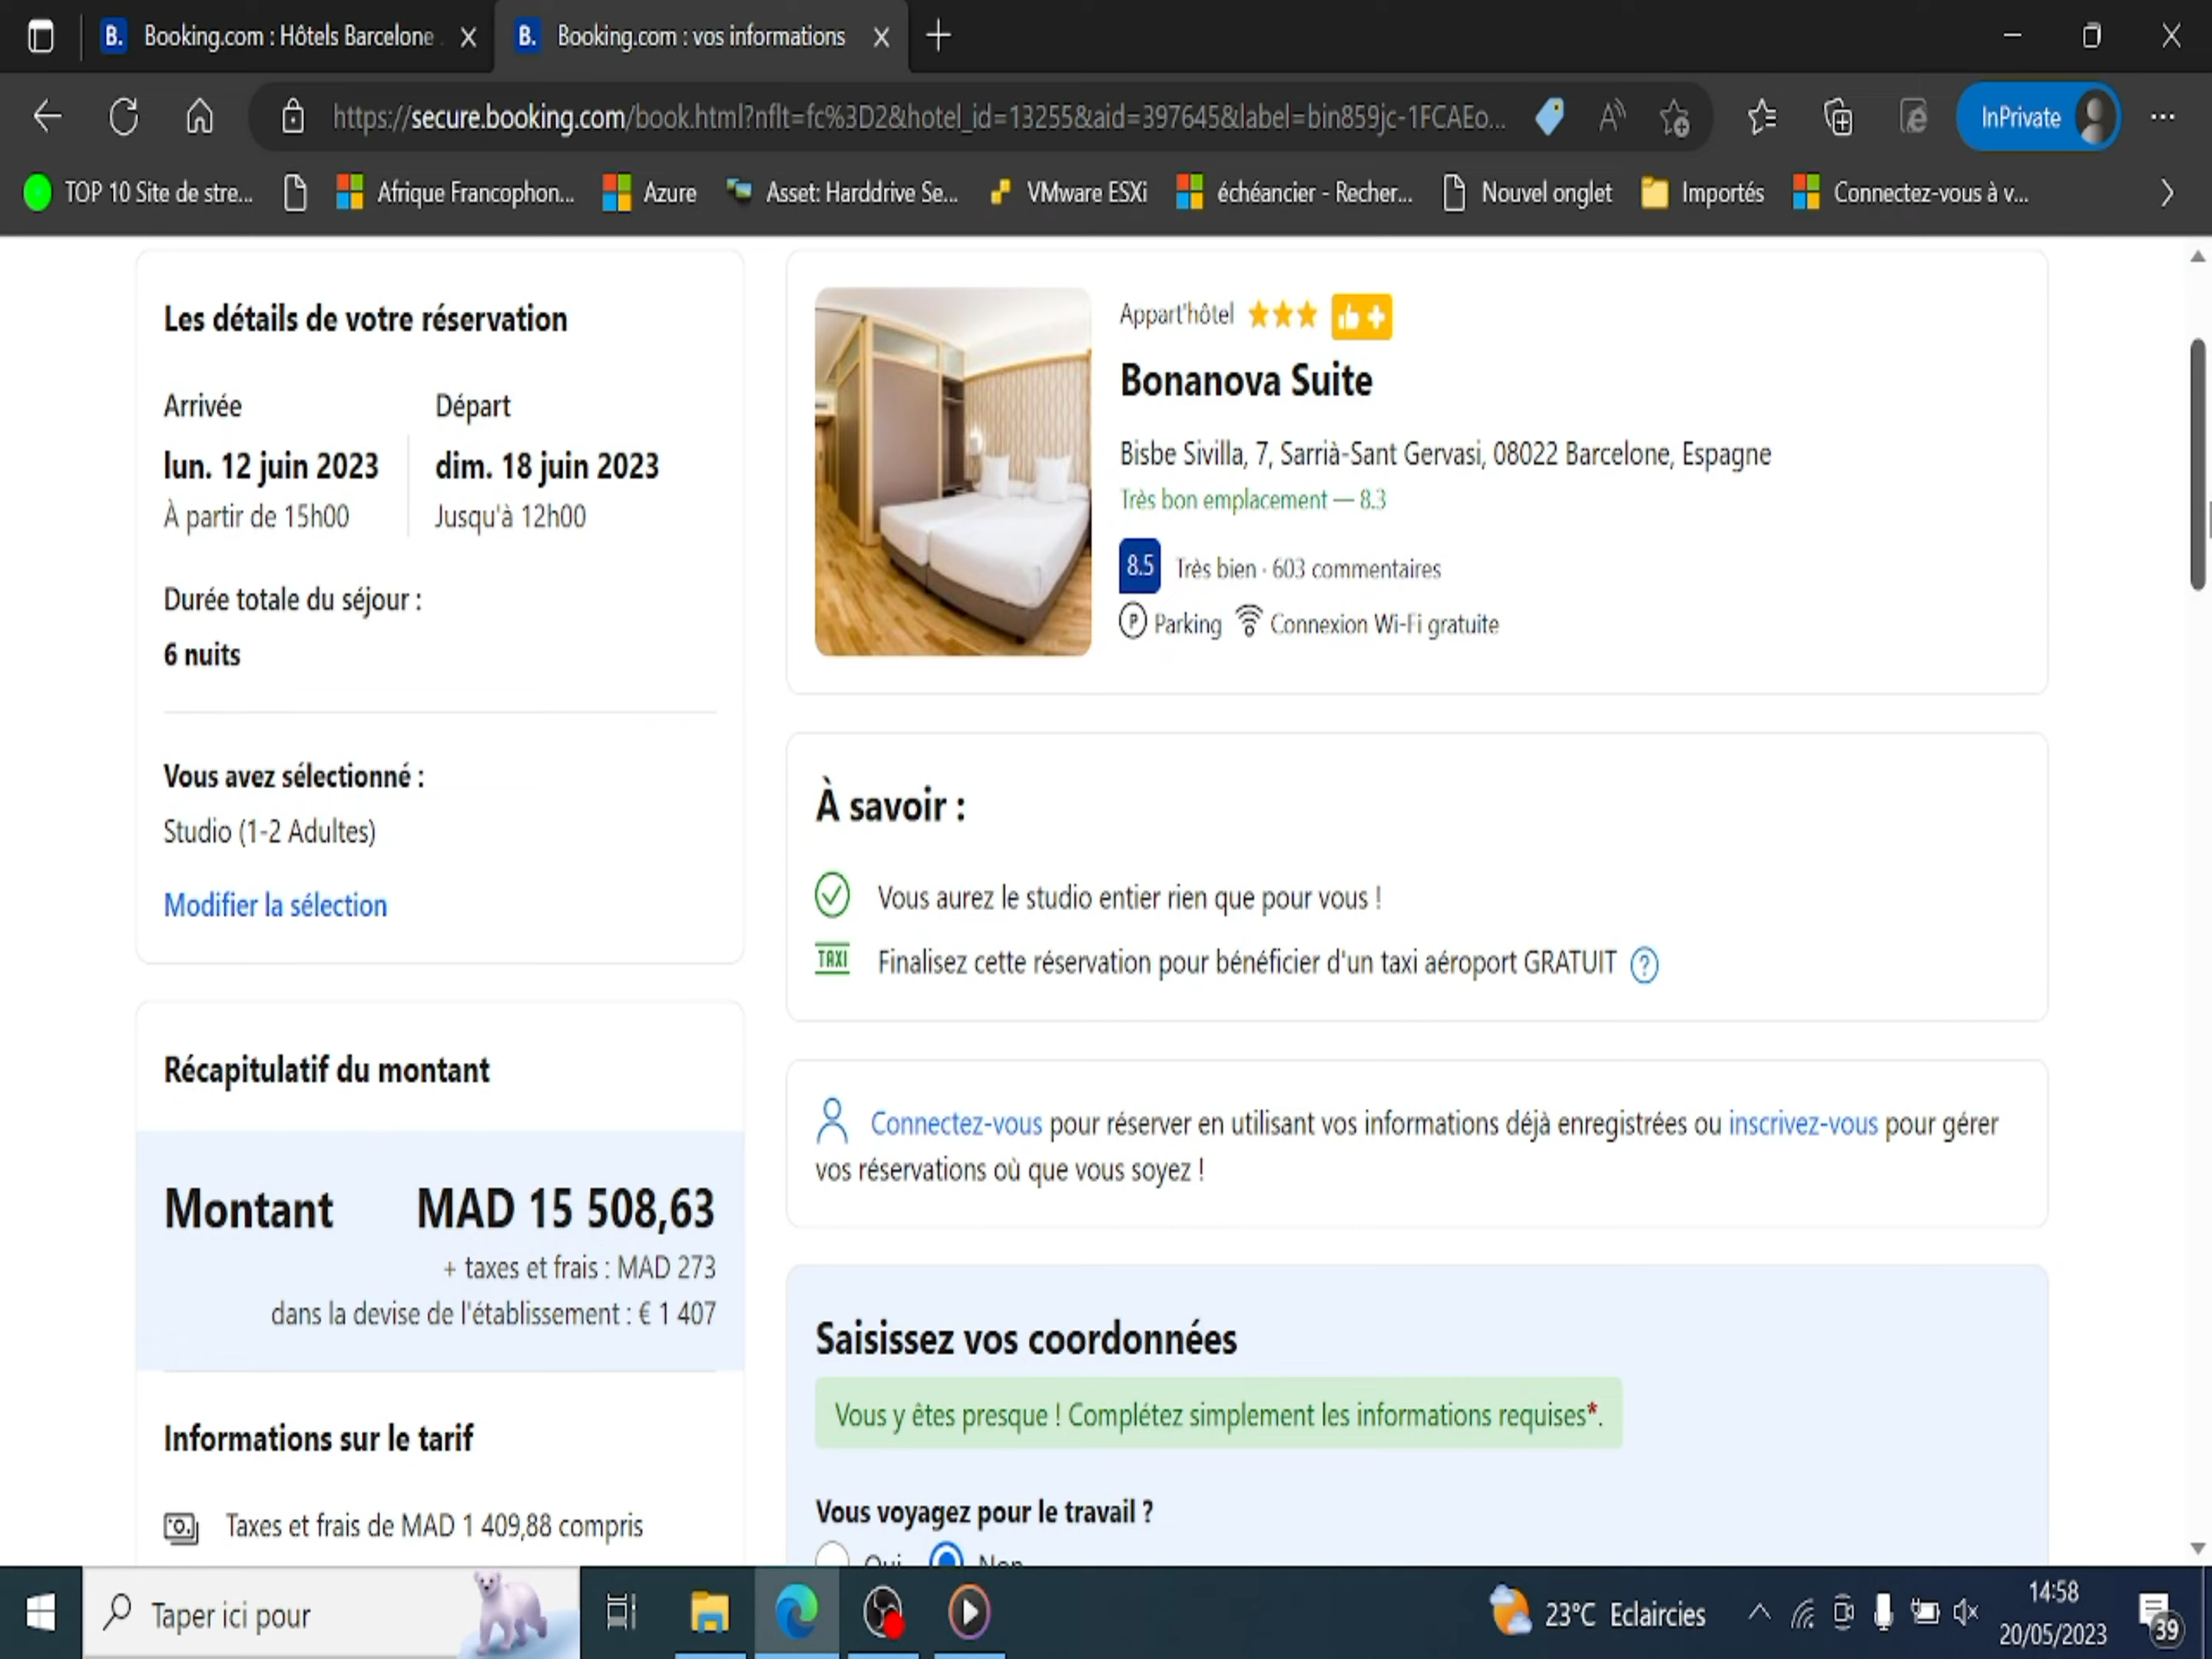 B. Booking.com : Hôtels Barcelone
B. Booking.com : vos informations
https://secure.booking.com/book.html?nflt=fc%3D2&hotel_id=13255&aid=397645&label=bin859jc-1FCAEo...
InPrivate
TOP 10 Site de stre...
Afrique Francophon...
Azure
Asset: Harddrive Se...
VMware ESXi
échéancier - Recher...
Nouvel onglet
Importés
Connectez-vous à v...
Les détails de votre réservation
Arrivée
lun. 12 juin 2023
À partir de 15h00
Départ
dim. 18 juin 2023
Jusqu'à 12h00
Durée totale du séjour :
6 nuits
Vous avez sélectionné :
Studio (1-2 Adultes)
Modifier la sélection
Récapitulatif du montant
Montant MAD 15 508,63
+ taxes et frais : MAD 273
dans la devise de l'établissement : € 1 407
Informations sur le tarif
Taxes et frais de MAD 1 409,88 compris
Appart'hôtel
Bonanova Suite
Bisbe Sivilla, 7, Sarrià-Sant Gervasi, 08022 Barcelone, Espagne
Très bon emplacement — 8.3
8.5 Très bien · 603 commentaires
P Parking Connexion Wi-Fi gratuite
À savoir :
Vous aurez le studio entier rien que pour vous !
TAXI Finalisez cette réservation pour bénéficier d'un taxi aéroport GRATUIT ?
Connectez-vous pour réserver en utilisant vos informations déjà enregistrées ou inscrivez-vous pour gérer
vos réservations où que vous soyez !
Saisissez vos coordonnées
Vous y êtes presque ! Complétez simplement les informations requises*.
Vous voyagez pour le travail ?
Oui Non
Taper ici pour
23°C Eclaircies
14:58
20/05/2023
39